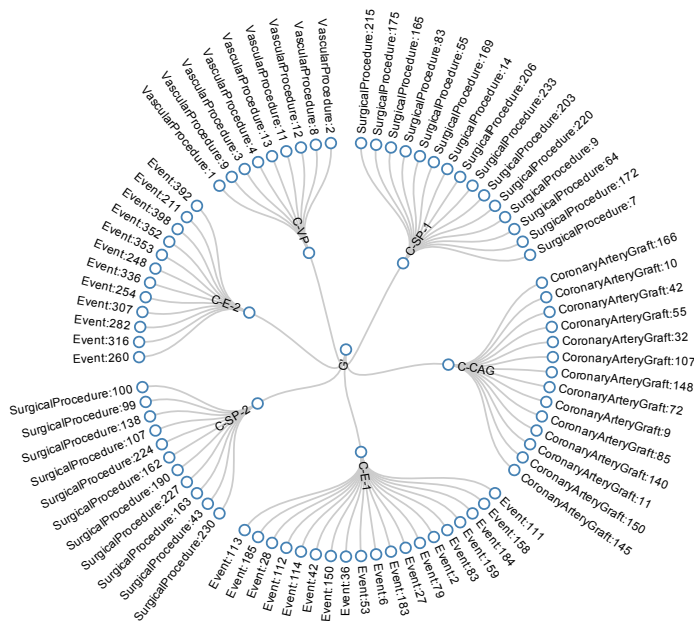 G
C-VP
VascularProcedure:1
VascularProcedure:9
VascularProcedure:3
VascularProcedure:4
VascularProcedure:13
VascularProcedure:11
VascularProcedure:12
VascularProcedure:8
VascularProcedure:2
C-SP-1
SurgicalProcedure:215
SurgicalProcedure:175
SurgicalProcedure:165
SurgicalProcedure:83
SurgicalProcedure:55
SurgicalProcedure:169
SurgicalProcedure:14
SurgicalProcedure:206
SurgicalProcedure:233
SurgicalProcedure:203
SurgicalProcedure:220
SurgicalProcedure:9
SurgicalProcedure:64
SurgicalProcedure:172
SurgicalProcedure:7
C-CAG
CoronaryArteryGraft:166
CoronaryArteryGraft:10
CoronaryArteryGraft:42
CoronaryArteryGraft:55
CoronaryArteryGraft:32
CoronaryArteryGraft:107
CoronaryArteryGraft:148
CoronaryArteryGraft:72
CoronaryArteryGraft:9
CoronaryArteryGraft:85
CoronaryArteryGraft:140
CoronaryArteryGraft:11
CoronaryArteryGraft:150
CoronaryArteryGraft:145
C-E-1
Event:111
Event:158
Event:184
Event:159
Event:83
Event:2
Event:79
Event:27
Event:183
Event:6
Event:53
Event:36
Event:150
Event:42
Event:114
Event:112
Event:28
Event:185
Event:113
C-SP-2
SurgicalProcedure:230
SurgicalProcedure:43
SurgicalProcedure:163
SurgicalProcedure:227
SurgicalProcedure:190
SurgicalProcedure:162
SurgicalProcedure:224
SurgicalProcedure:107
SurgicalProcedure:138
SurgicalProcedure:99
SurgicalProcedure:100
C-E-2
Event:260
Event:316
Event:282
Event:307
Event:254
Event:336
Event:248
Event:353
Event:352
Event:398
Event:211
Event:392